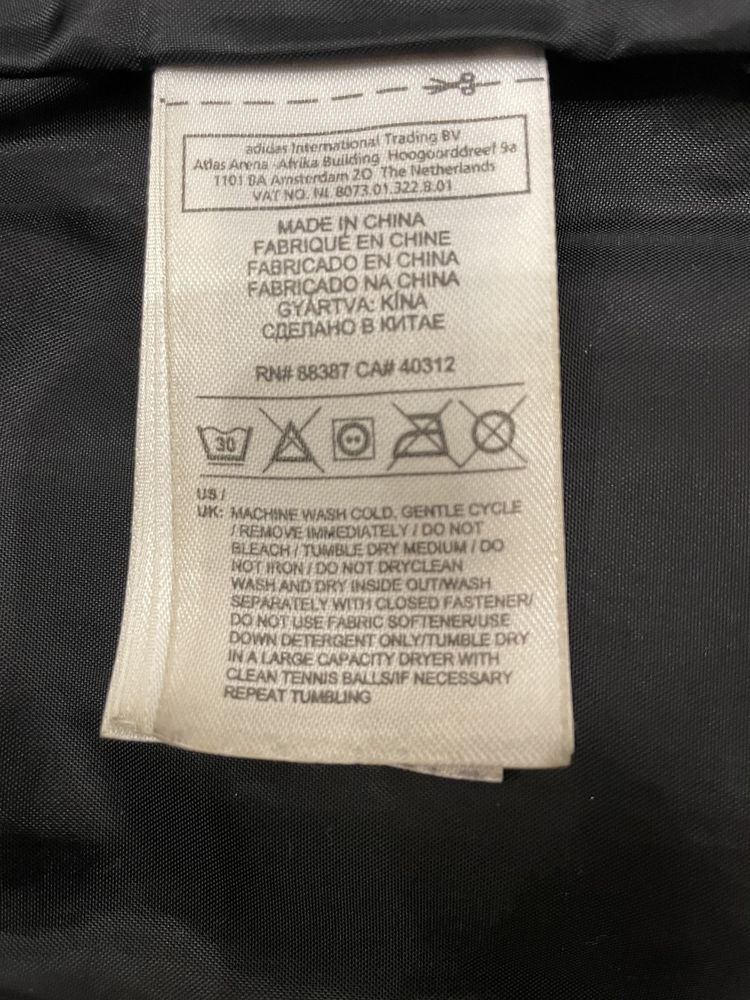 adidas International Trading BV
Atlas Arena -Afrika Building Hoogoorddreef 9a
1101 BA Amsterdam ZO The Netherlands
VAT NO. NL 8073.01.322.B.01
MADE IN CHINA
FABRIQUÉ EN CHINE
FABRICADO EN CHINA
FABRICADO NA CHINA
GYÁRTVA: KÍNA
СДЕЛАНО В КИТАЕ
RN# 88387 CA# 40312
30
US /
UK: MACHINE WASH COLD, GENTLE CYCLE
/ REMOVE IMMEDIATELY / DO NOT
BLEACH / TUMBLE DRY MEDIUM / DO
NOT IRON / DO NOT DRYCLEAN
WASH AND DRY INSIDE OUT/WASH
SEPARATELY WITH CLOSED FASTENER/
DO NOT USE FABRIC SOFTENER/USE
DOWN DETERGENT ONLY/TUMBLE DRY
IN A LARGE CAPACITY DRYER WITH
CLEAN TENNIS BALLS/IF NECESSARY
REPEAT TUMBLING